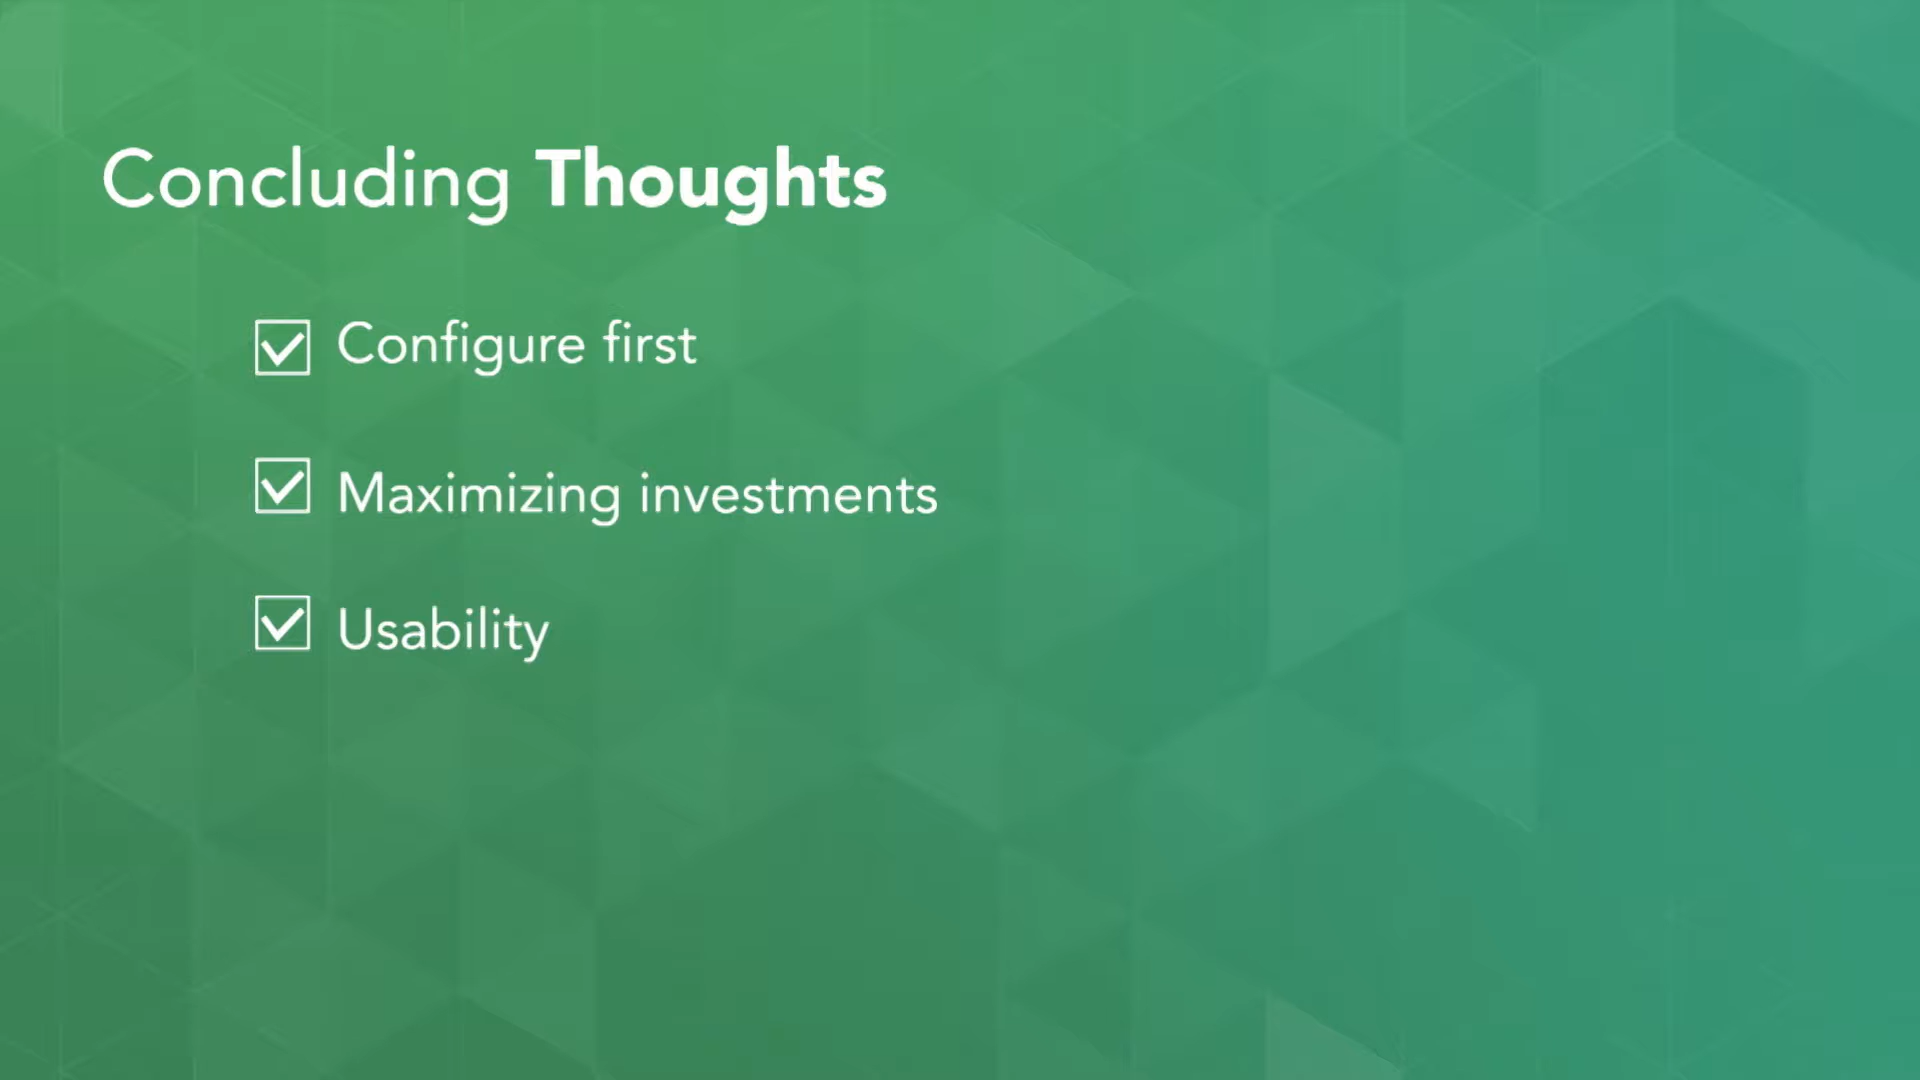 Concluding Thoughts
Configure first
Maximizing investments
Usability